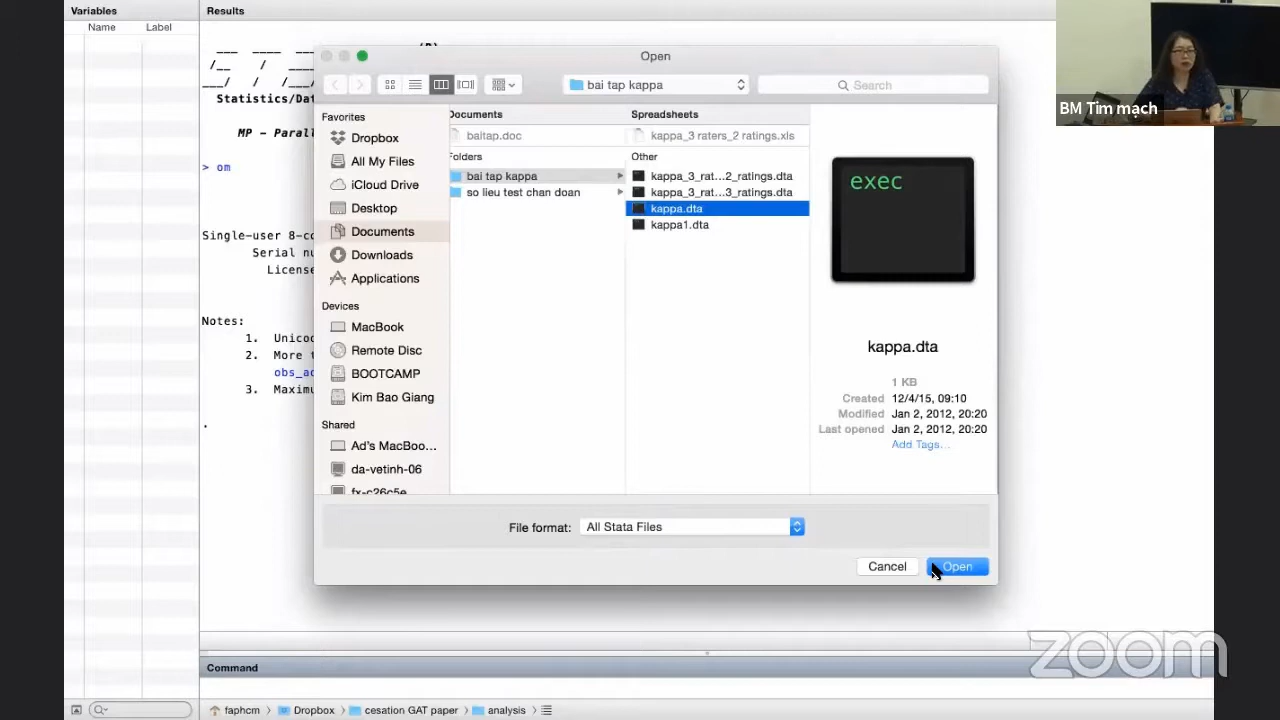 Variables
Results
Name Label
(R)
Statistics/Dat
MP - Parall
> om
Single-user 8-co
Serial nu
License
Notes:
1. Unicod
2. More t
obs_ad
3. Maximu
.
Open
bai tap kappa
Search
Favorites
Dropbox
All My Files
iCloud Drive
Desktop
Documents
Downloads
Applications
Devices
MacBook
Remote Disc
BOOTCAMP
Kim Bao Giang
Shared
Ad's MacBoo...
da-vetinh-06
fx-c26c5e
Documents
baitap.doc
Folders
bai tap kappa
so lieu test chan doan
Spreadsheets
kappa_3 raters_2 ratings.xls
Other
kappa_3_rat...2_ratings.dta
kappa_3_rat...3_ratings.dta
kappa.dta
kappa1.dta
exec
kappa.dta
1 KB
Created 12/4/15, 09:10
Modified Jan 2, 2012, 20:20
Last opened Jan 2, 2012, 20:20
Add Tags...
File format: All Stata Files
Cancel Open
Command
faphcm Dropbox cesation GAT paper analysis
BM Tim mạch
zoom